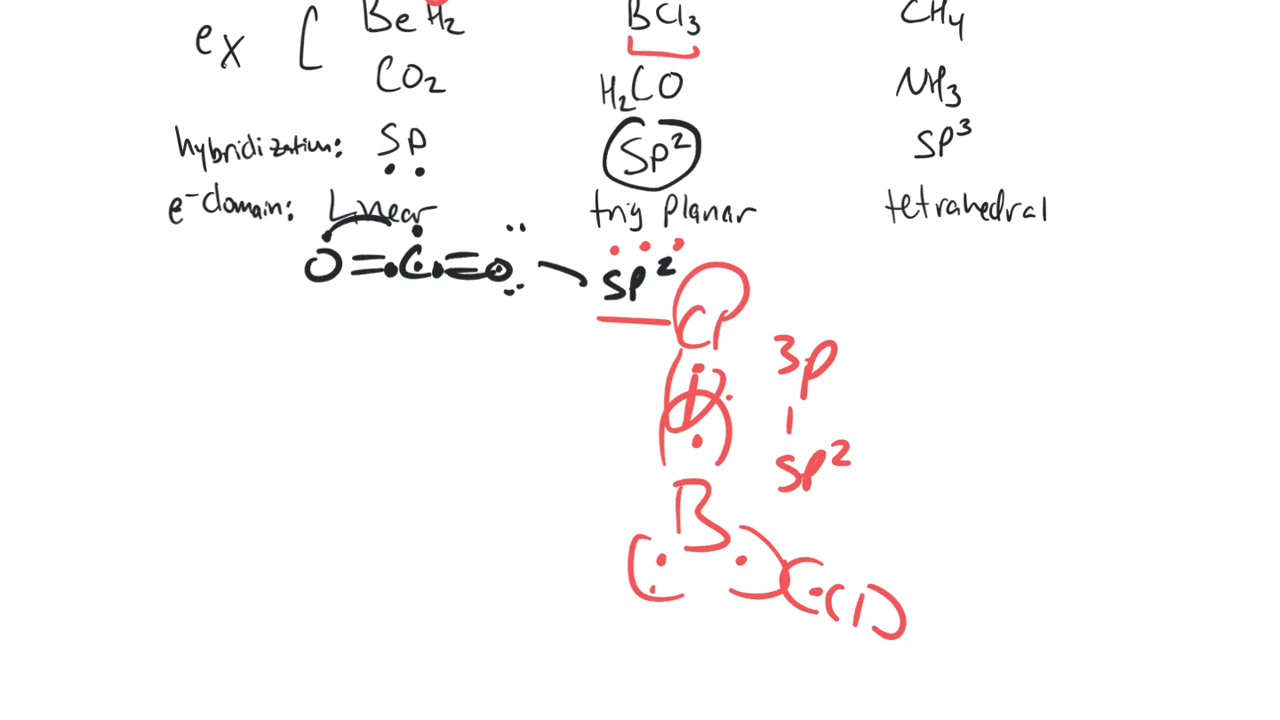 ex [ BeH₂ BCl₃ CH₄
CO₂ H₂CO NH₃
hybridization: sp sp² sp³
e⁻domain: Linear trig planar tetrahedral
O=C=O sp²
Cl
3p
sp²
B
Cl